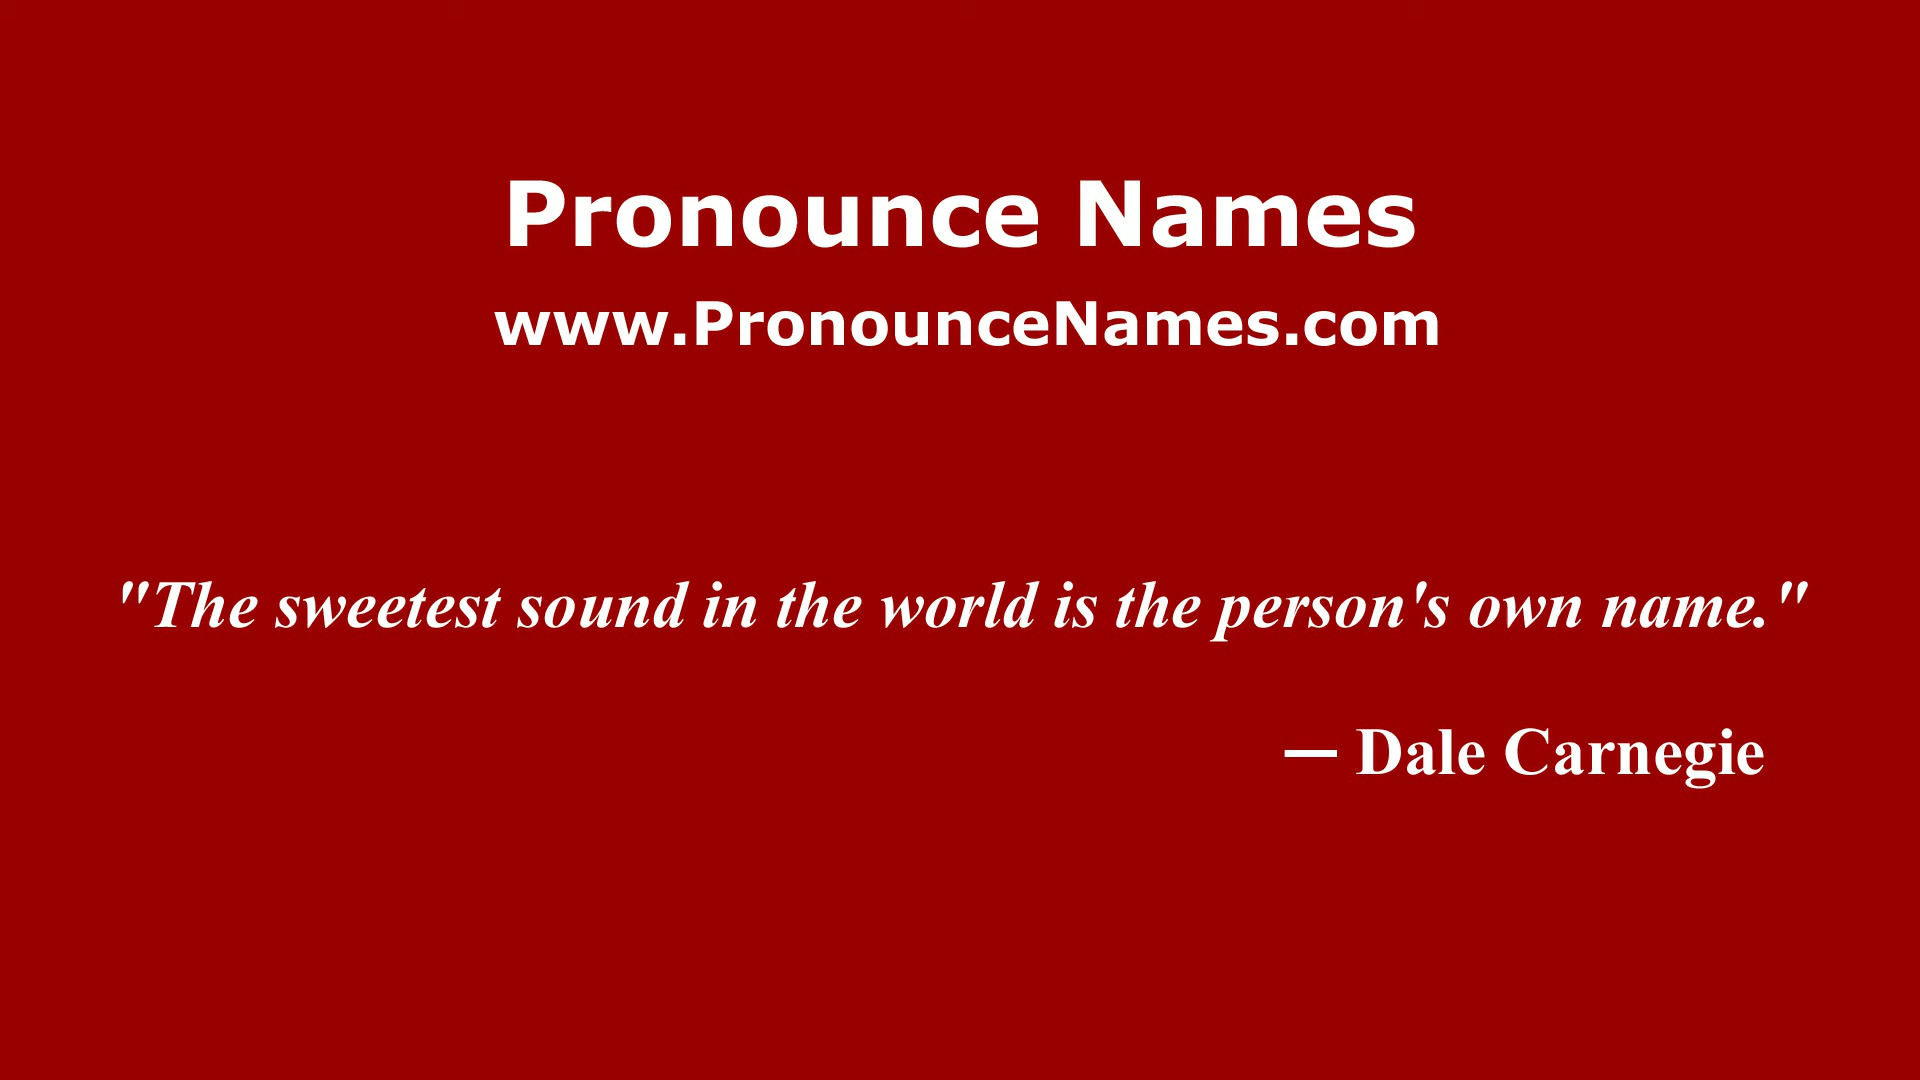 Pronounce Names
www.PronounceNames.com
"The sweetest sound in the world is the person's own name."
— Dale Carnegie